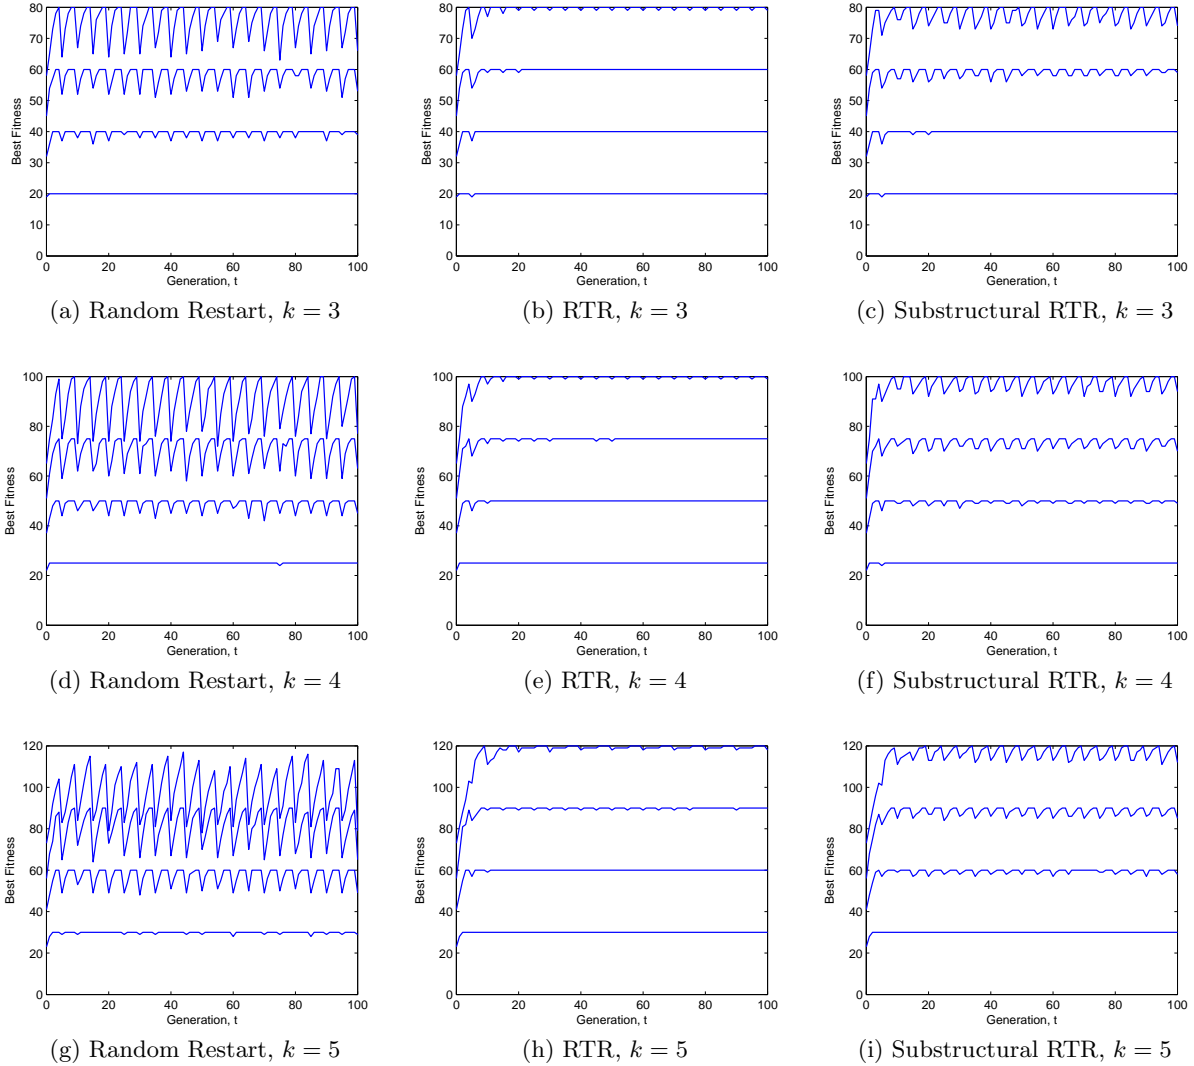 80
70
60
50
40
30
20
10
0
Best Fitness
0 20 40 60 80 100
Generation, t
(a) Random Restart, k = 3
80
70
60
50
40
30
20
10
0
Best Fitness
0 20 40 60 80 100
Generation, t
(b) RTR, k = 3
80
70
60
50
40
30
20
10
0
Best Fitness
0 20 40 60 80 100
Generation, t
(c) Substructural RTR, k = 3
100
80
60
40
20
0
Best Fitness
0 20 40 60 80 100
Generation, t
(d) Random Restart, k = 4
100
80
60
40
20
0
Best Fitness
0 20 40 60 80 100
Generation, t
(e) RTR, k = 4
100
80
60
40
20
0
Best Fitness
0 20 40 60 80 100
Generation, t
(f) Substructural RTR, k = 4
120
100
80
60
40
20
0
Best Fitness
0 20 40 60 80 100
Generation, t
(g) Random Restart, k = 5
120
100
80
60
40
20
0
Best Fitness
0 20 40 60 80 100
Generation, t
(h) RTR, k = 5
120
100
80
60
40
20
0
Best Fitness
0 20 40 60 80 100
Generation, t
(i) Substructural RTR, k = 5